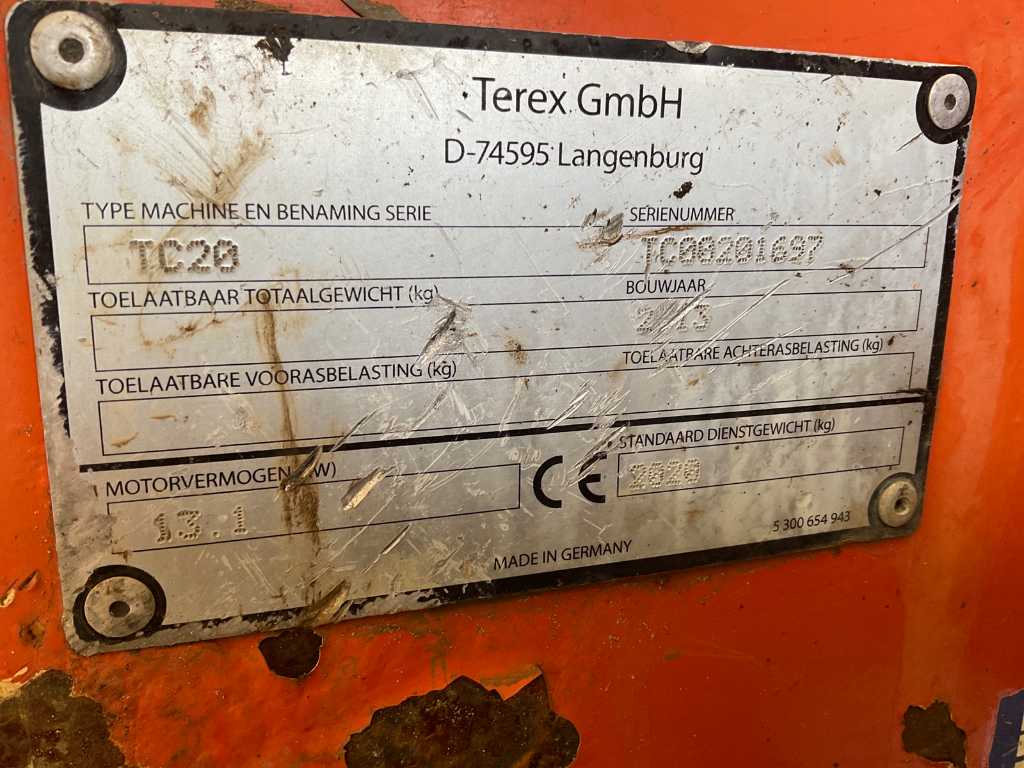 Terex GmbH
D-74595 Langenburg
TYPE MACHINE EN BENAMING SERIE SERIENUMMER
TC20 TC00201697
TOELAATBAAR TOTAALGEWICHT (kg) BOUWJAAR
TOELAATBARE VOORASBELASTING (kg) TOELAATBARE ACHTERASBELASTING (kg)
MOTORVERMOGEN CE STANDAARD DIENSTGEWICHT (kg)
13.1 2020
MADE IN GERMANY 5 300 654 943